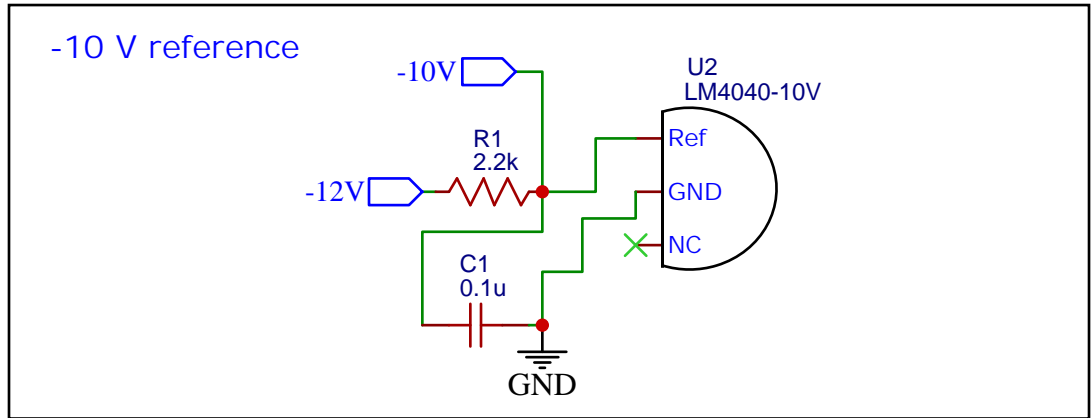 -10 V reference
-10V
U2
LM4040-10V
Ref
R1
2.2k
-12V
GND
NC
C1
0.1u
GND